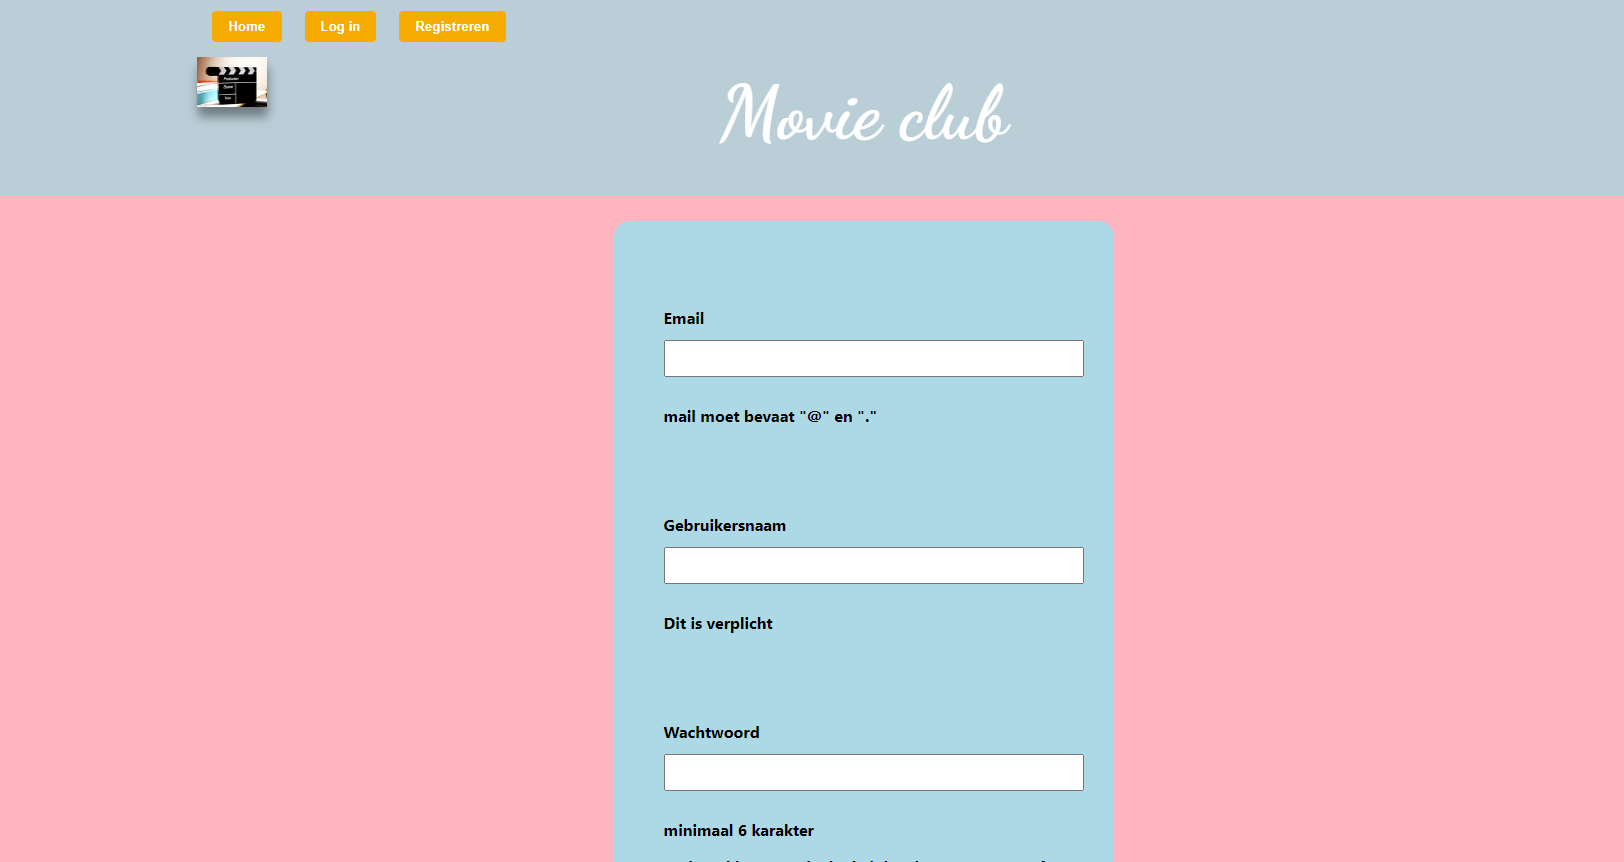 Home Log in Registreren
Movie club
Email
mail moet bevaat "@" en "."
Gebruikersnaam
Dit is verplicht
Wachtwoord
minimaal 6 karakter